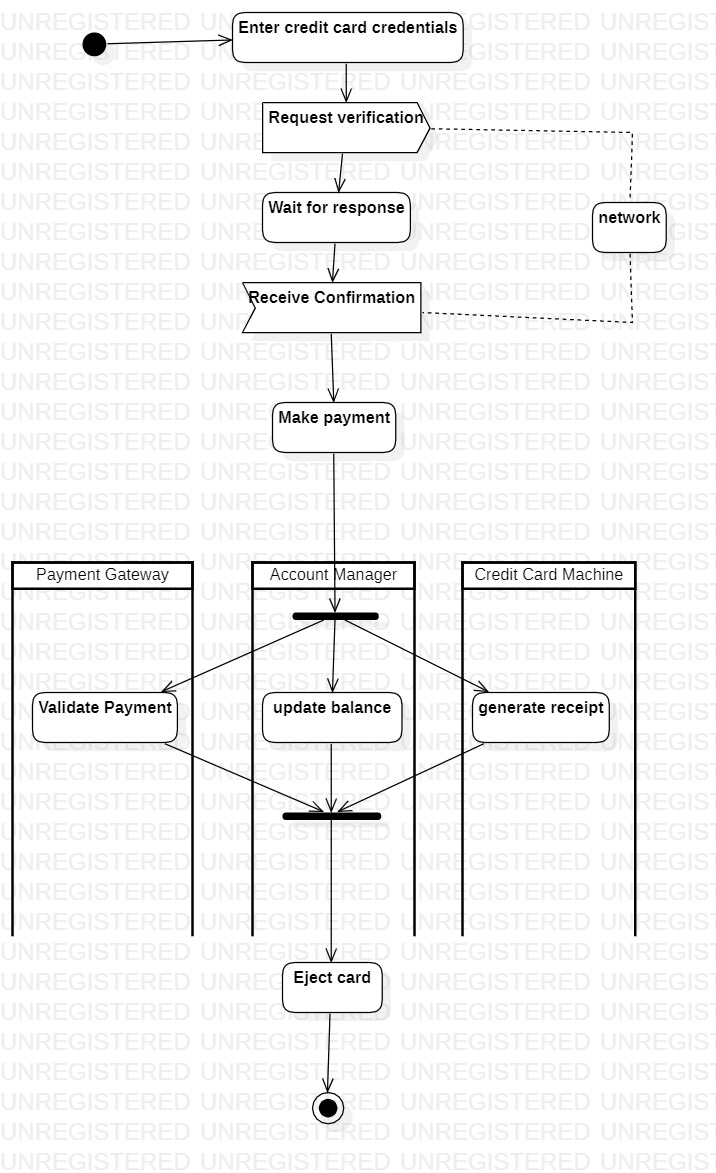 Enter credit card credentials
Request verification
Wait for response
network
Receive Confirmation
Make payment
Payment Gateway
Account Manager
Credit Card Machine
Validate Payment
update balance
generate receipt
Eject card
UNREGISTERED